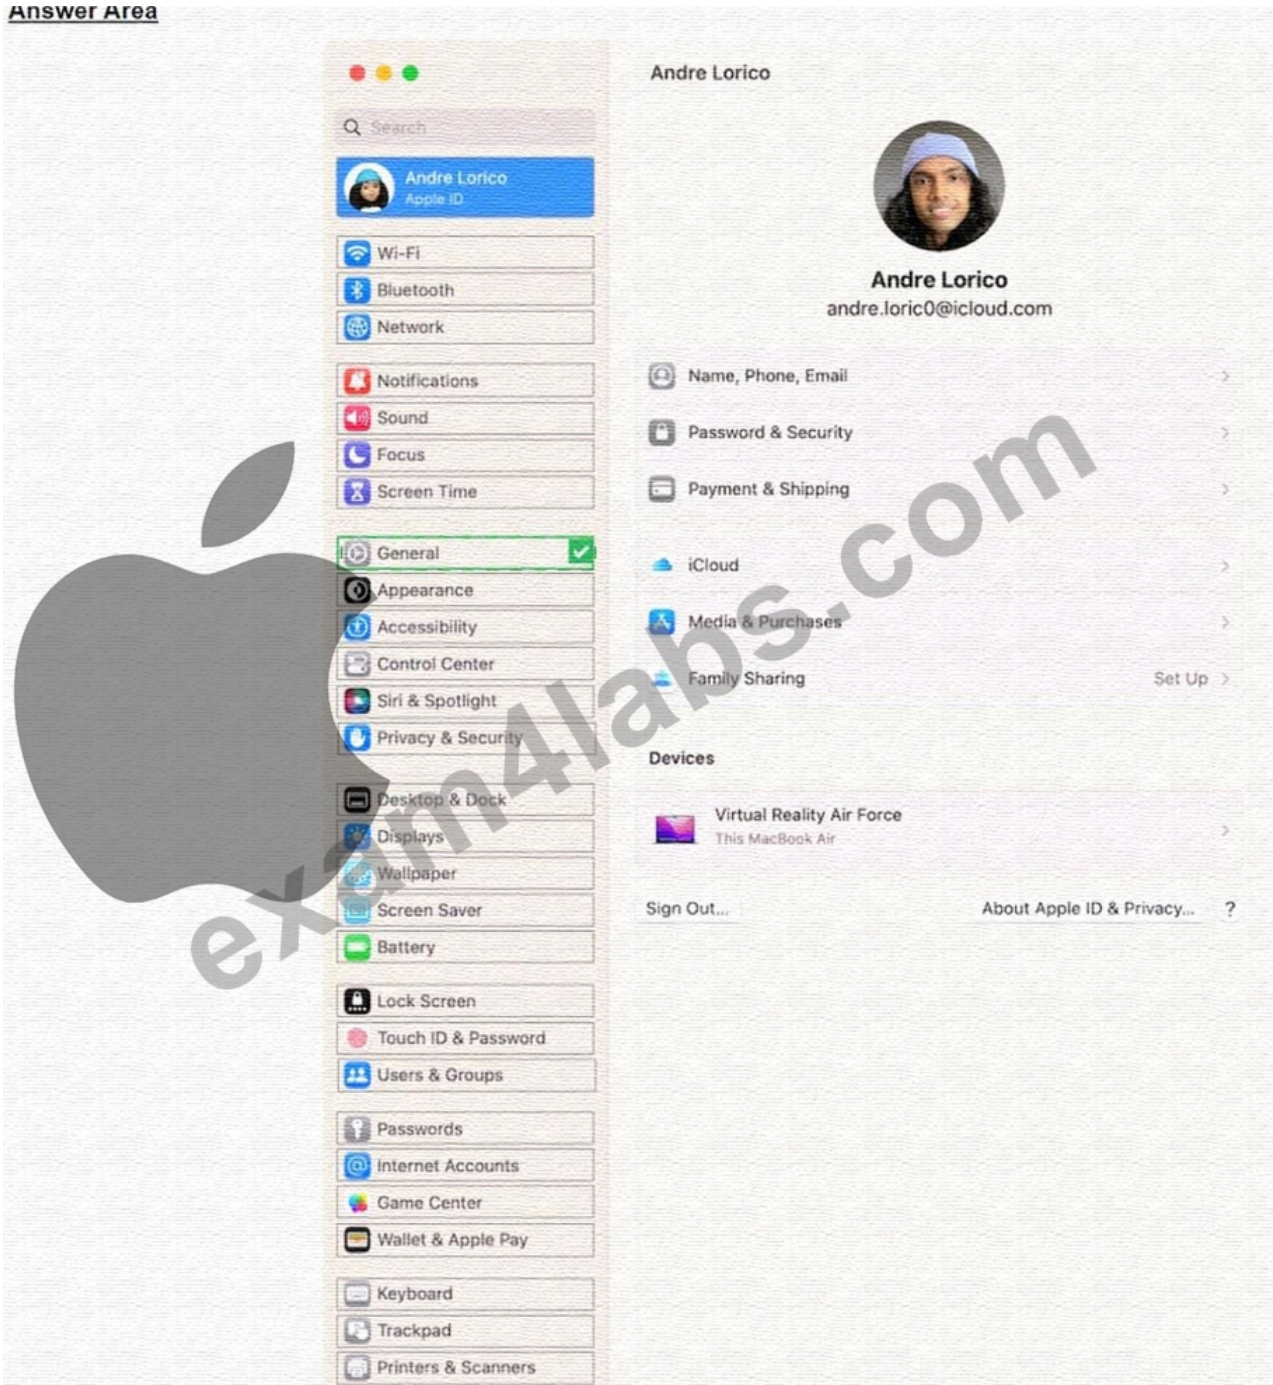 Answer Area
Andre Lorico
Search
Andre Lorico
Apple ID
Wi-Fi
Bluetooth
Network
Notifications
Sound
Focus
Screen Time
General
Appearance
Accessibility
Control Center
Siri & Spotlight
Privacy & Security
Desktop & Dock
Displays
Wallpaper
Screen Saver
Battery
Lock Screen
Touch ID & Password
Users & Groups
Passwords
Internet Accounts
Game Center
Wallet & Apple Pay
Keyboard
Trackpad
Printers & Scanners
Andre Lorico
andre.loric0@icloud.com
Name, Phone, Email
Password & Security
Payment & Shipping
iCloud
Media & Purchases
Family Sharing Set Up
Devices
Virtual Reality Air Force
This MacBook Air
Sign Out... About Apple ID & Privacy... ?
exam4labs.com